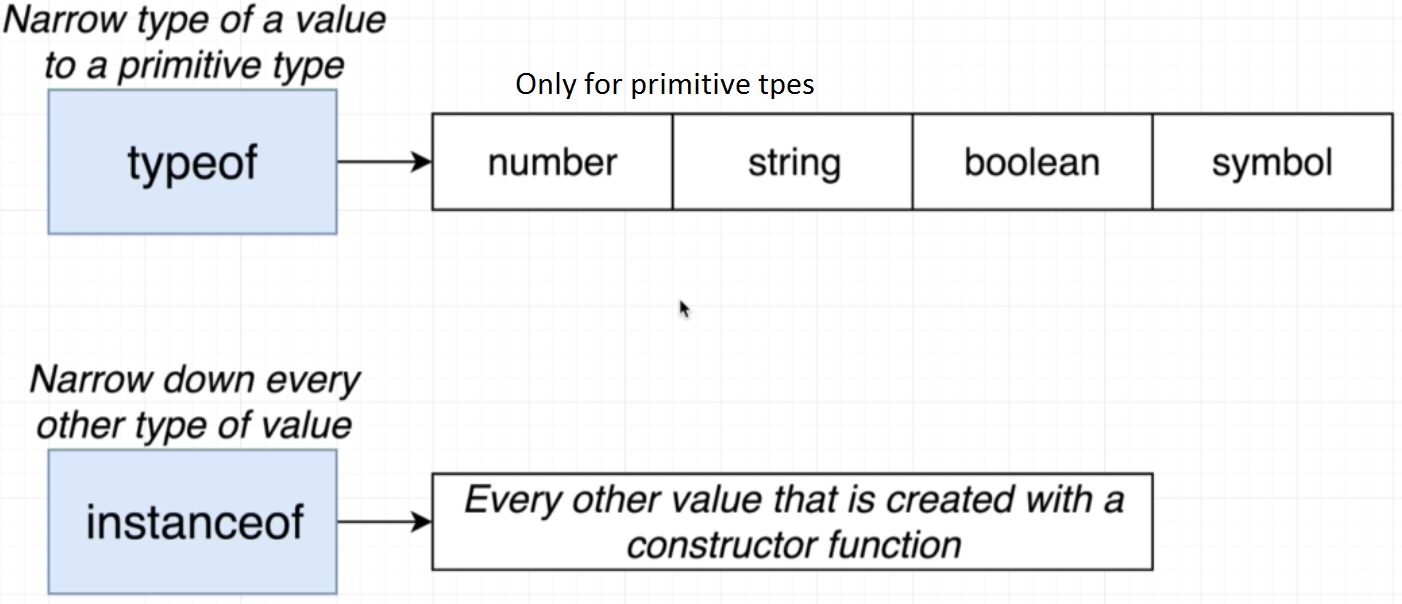 Narrow type of a value
to a primitive type
Only for primitive tpes
typeof
number
string
boolean
symbol
Narrow down every
other type of value
instanceof
Every other value that is created with a
constructor function